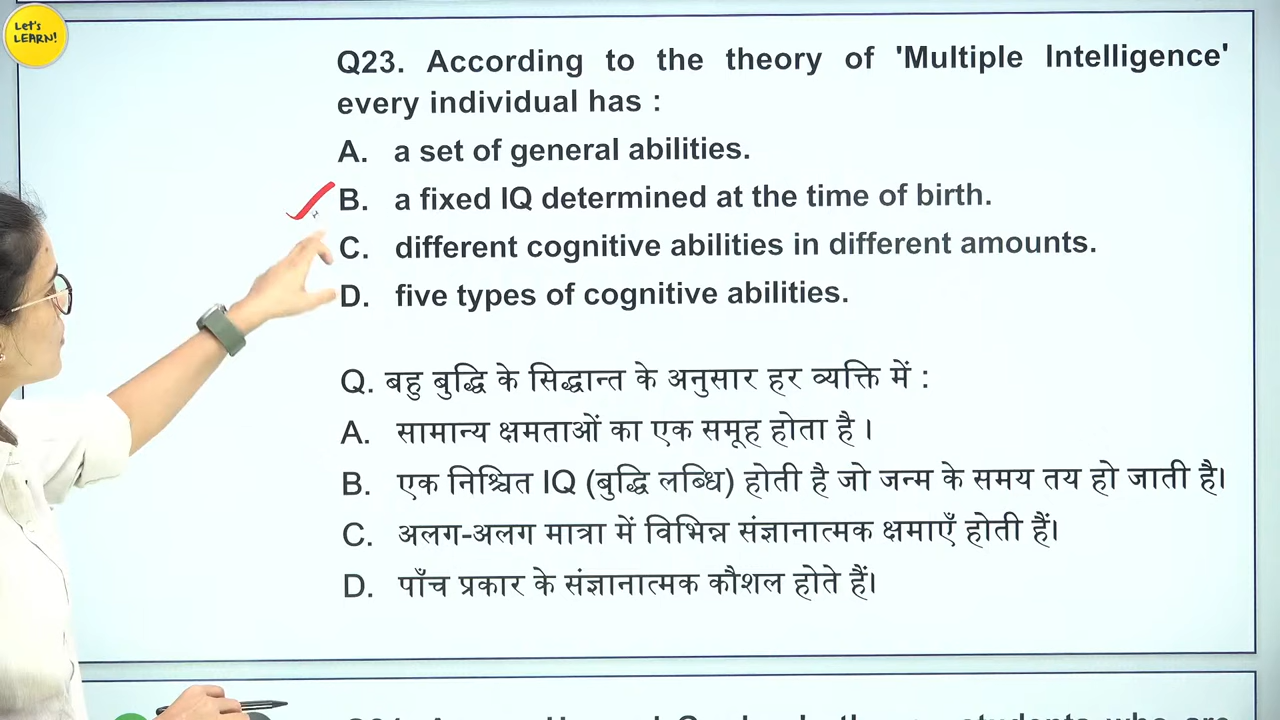 Let's
LEARN!
Q23. According to the theory of 'Multiple Intelligence'
every individual has :
A. a set of general abilities.
B. a fixed IQ determined at the time of birth.
C. different cognitive abilities in different amounts.
D. five types of cognitive abilities.
Q. बहु बुद्धि के सिद्धान्त के अनुसार हर व्यक्ति में :
A. सामान्य क्षमताओं का एक समूह होता है ।
B. एक निश्चित IQ (बुद्धि लब्धि) होती है जो जन्म के समय तय हो जाती है।
C. अलग-अलग मात्रा में विभिन्न संज्ञानात्मक क्षमाएँ होती हैं।
D. पाँच प्रकार के संज्ञानात्मक कौशल होते हैं।